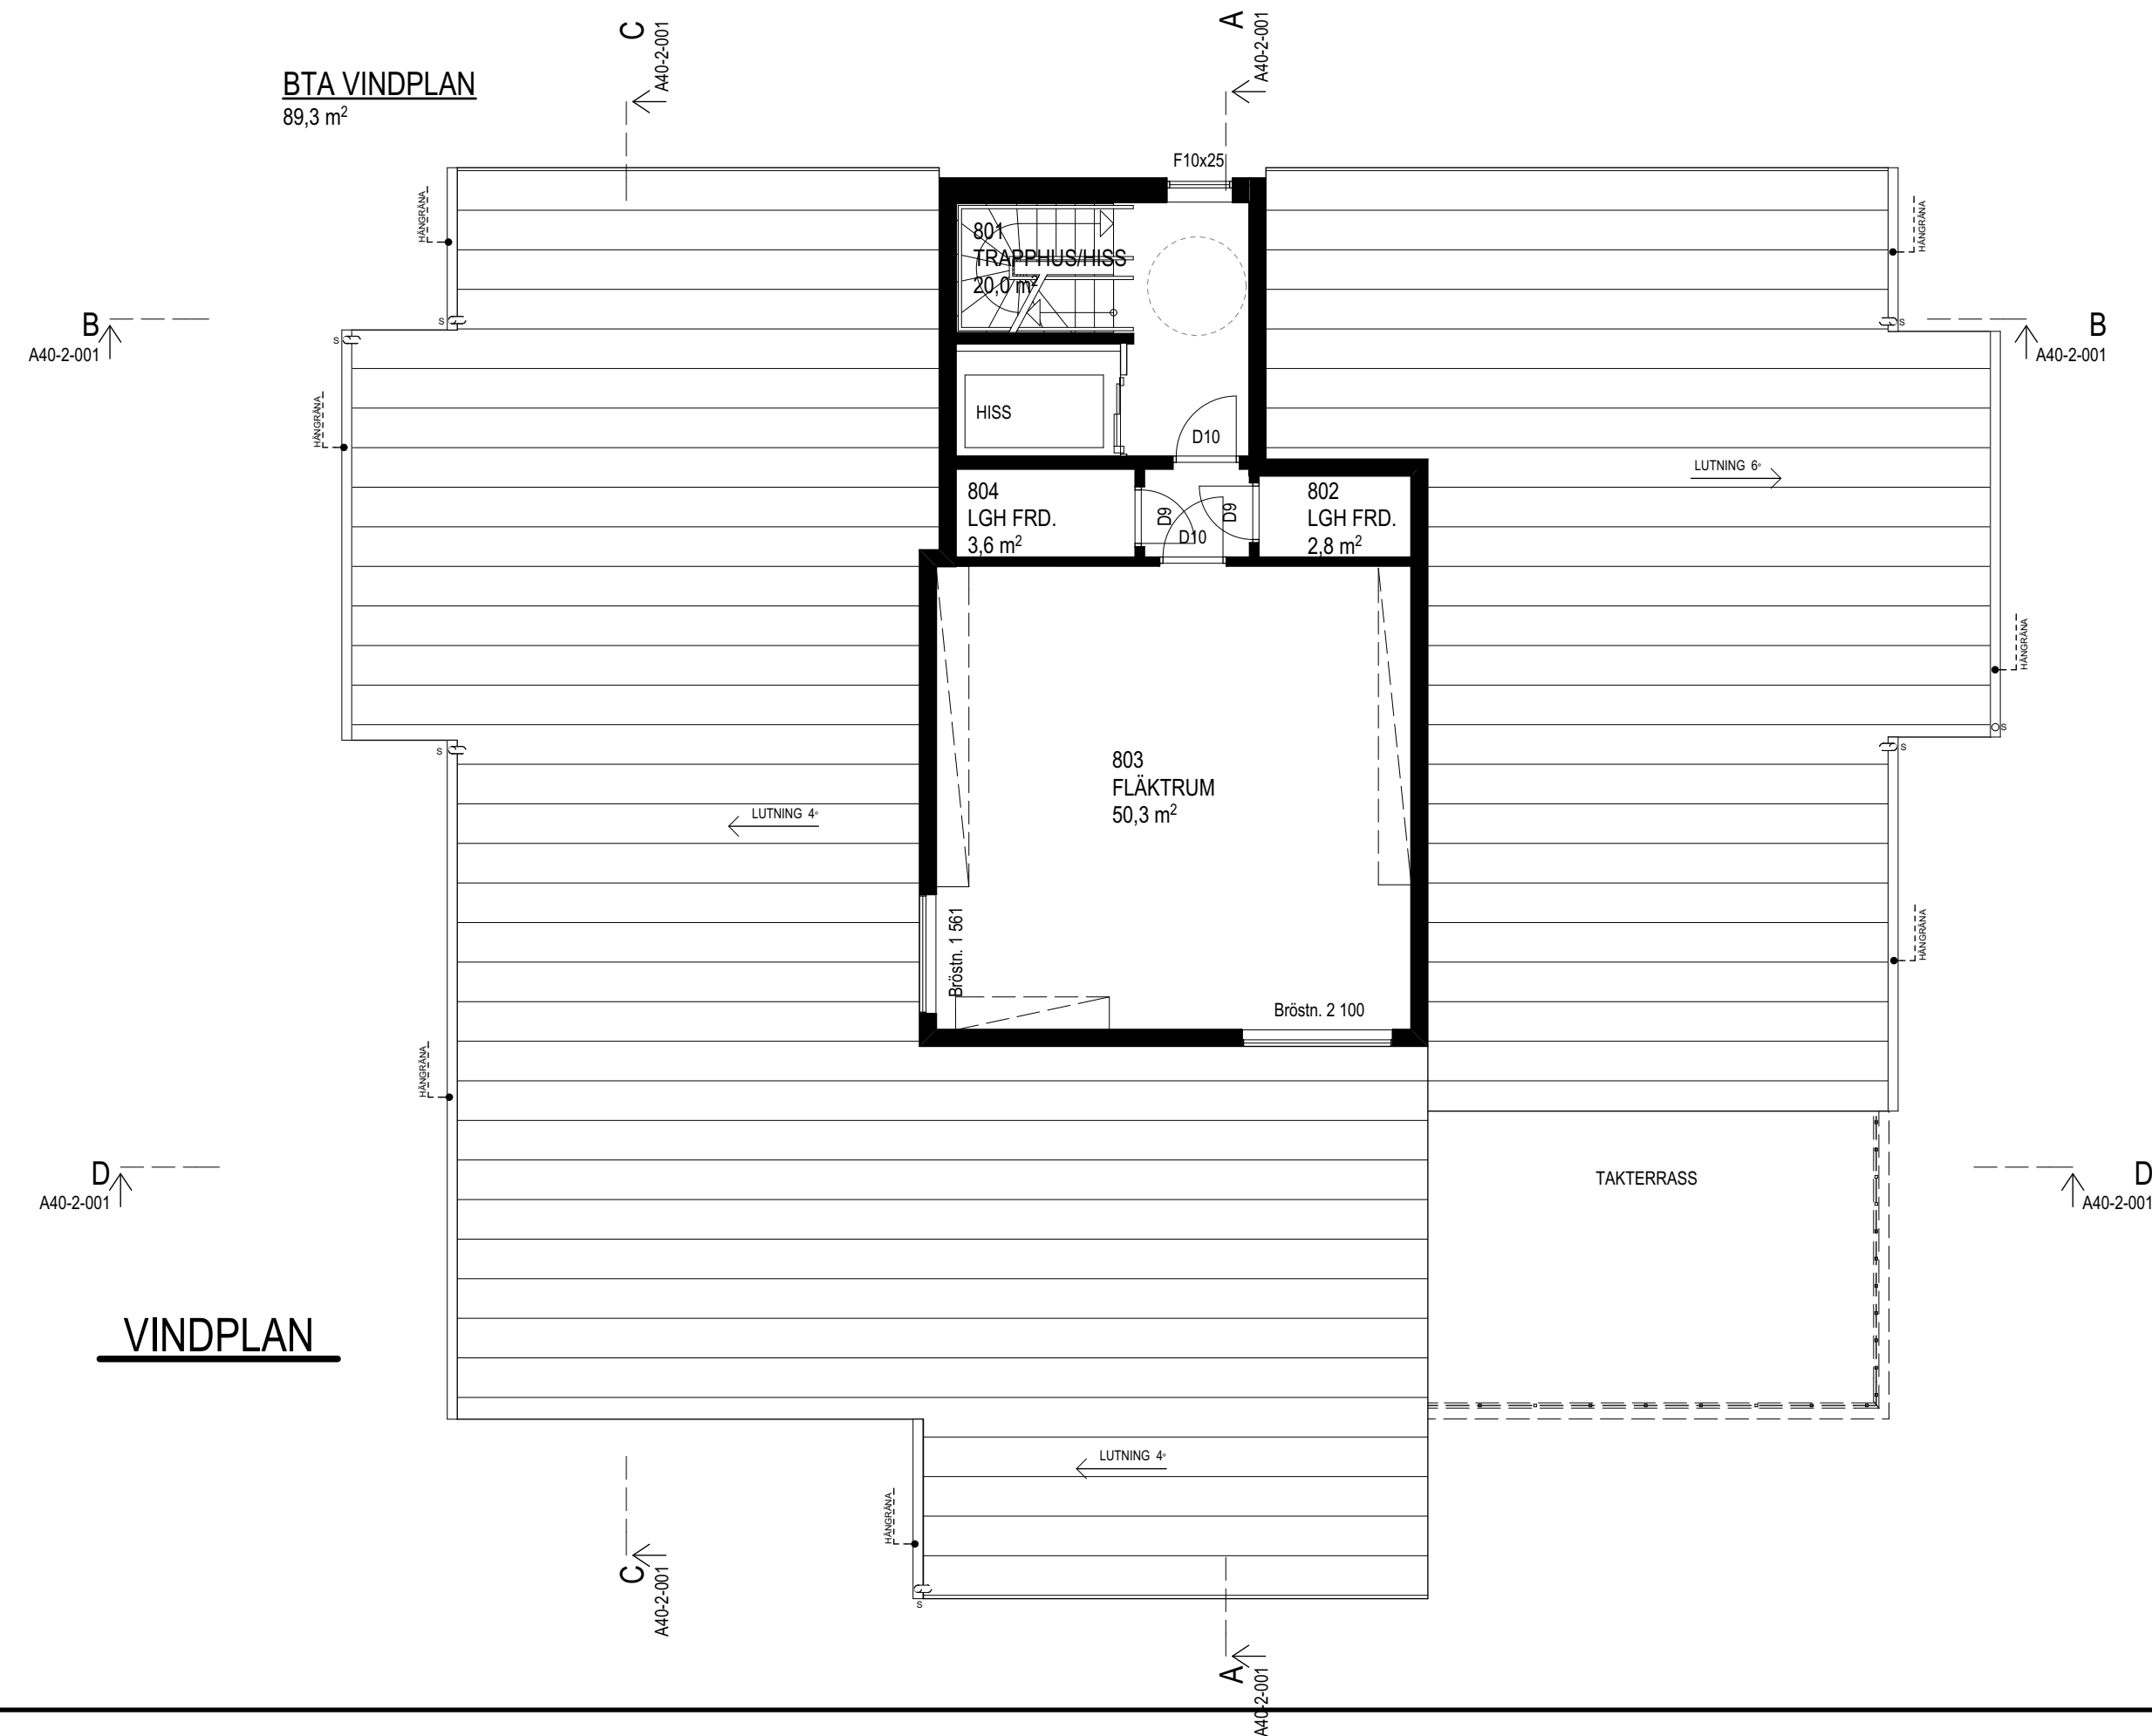 C
A40-2-001
A
A40-2-001
BTA VINDPLAN
89,3 m²
F10x25
HÄNGRÄNA
HÄNGRÄNA
801
TRAPPHUS/HISS
20,0 m²
B
A40-2-001
S
S
S
B
A40-2-001
HÄNGRÄNA
HISS
D10
LUTNING 6°
804
LGH FRD.
3,6 m²
D9
D10
D9
802
LGH FRD.
2,8 m²
HÄNGRÄNA
S
S
S
803
FLÄKTRUM
50,3 m²
LUTNING 4°
Bröstn. 1 561
Bröstn. 2 100
HÄNGRÄNA
HÄNGRÄNA
D
A40-2-001
TAKTERRASS
D
A40-2-001
VINDPLAN
LUTNING 4°
HÄNGRÄNA
S
C
A40-2-001
A
A40-2-001